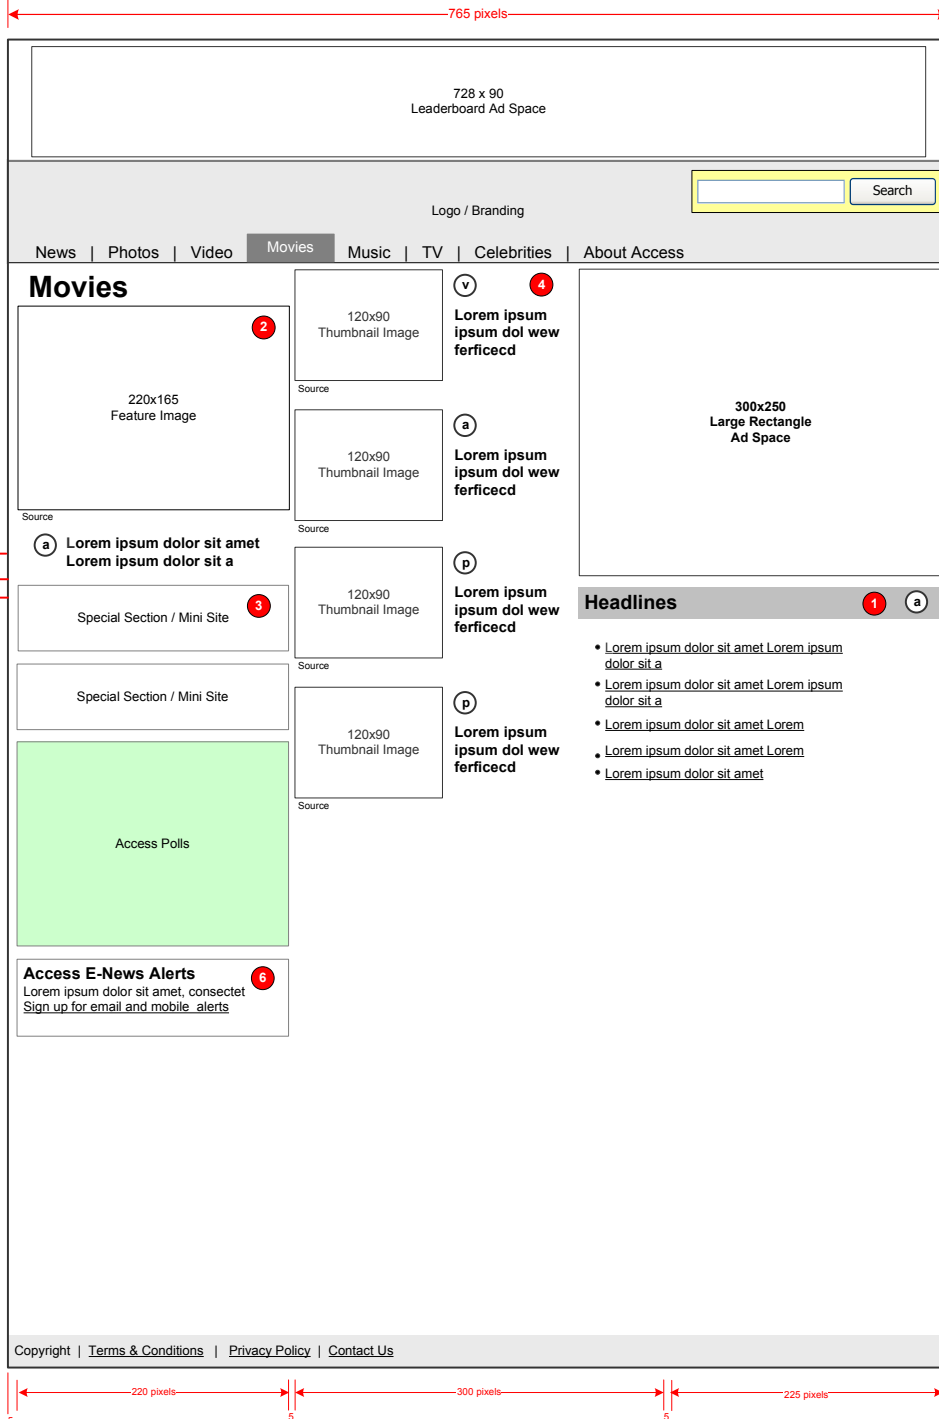 765 pixels
728 x 90
Leaderboard Ad Space
Search
Logo / Branding
News | Photos | Video Movies Music | TV | Celebrities | About Access
Movies
2
220x165
Feature Image
Source
a Lorem ipsum dolor sit amet
Lorem ipsum dolor sit a
Special Section / Mini Site 3
Special Section / Mini Site
Access Polls
Access E-News Alerts 6
Lorem ipsum dolor sit amet, consectet
Sign up for email and mobile alerts
120x90
Thumbnail Image
Source
v 4
Lorem ipsum
ipsum dol wew
ferficecd
120x90
Thumbnail Image
Source
a
Lorem ipsum
ipsum dol wew
ferficecd
120x90
Thumbnail Image
Source
p
Lorem ipsum
ipsum dol wew
ferficecd
120x90
Thumbnail Image
Source
p
Lorem ipsum
ipsum dol wew
ferficecd
300x250
Large Rectangle
Ad Space
Headlines 1 a
• Lorem ipsum dolor sit amet Lorem ipsum
dolor sit a
• Lorem ipsum dolor sit amet Lorem ipsum
dolor sit a
• Lorem ipsum dolor sit amet Lorem
• Lorem ipsum dolor sit amet Lorem
• Lorem ipsum dolor sit amet
Copyright | Terms & Conditions | Privacy Policy | Contact Us
220 pixels 300 pixels 225 pixels
5 5 5